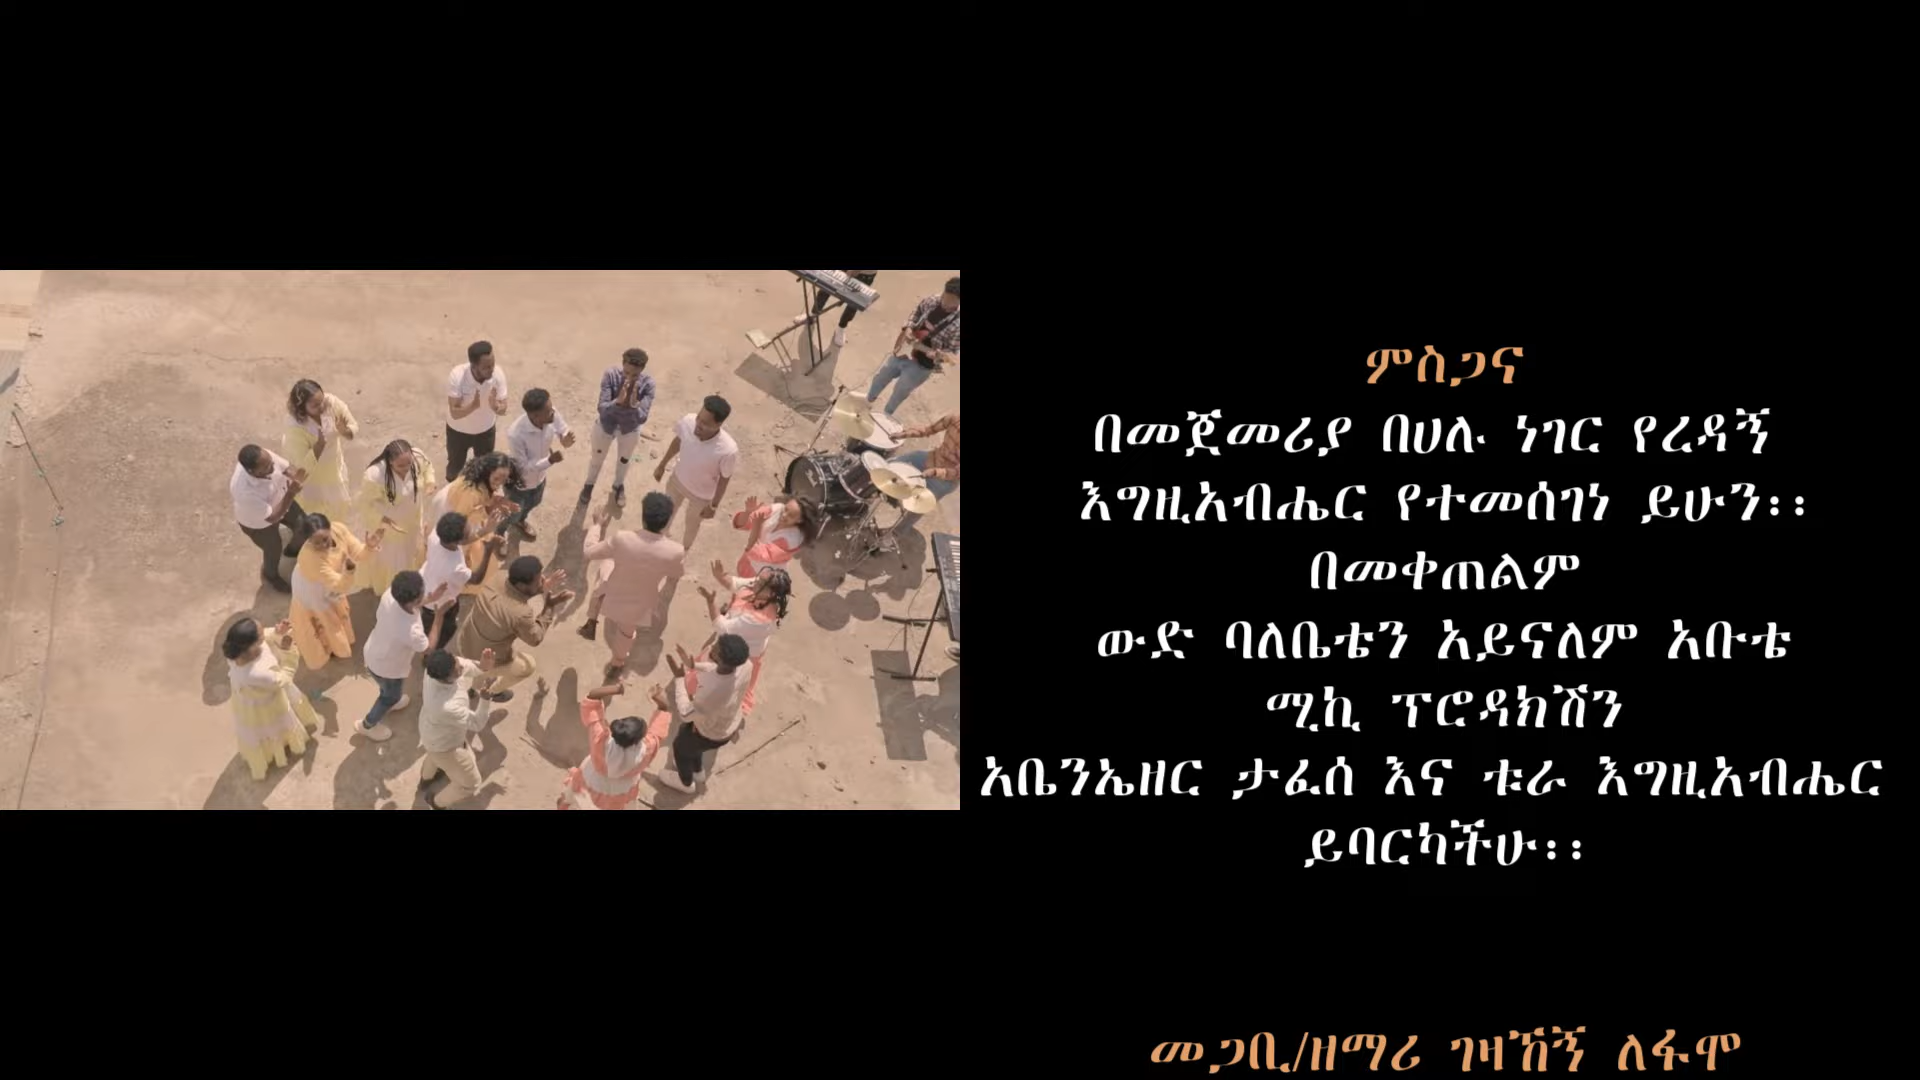 ምስጋና
በመጀመሪያ በሀሉ ነገር የረዳኝ
እግዚአብሔር የተመሰገነ ይሁን፡፡
በመቀጠልም
ውድ ባለቤቴን አይናለም አቡቴ
ሚኪ ፕሮዳክሽን
አቤንኤዘር ታፈሰ እና ቱራ እግዚአብሔር
ይባርካችሁ፡፡
መጋቢ/ዘማሪ ገዛኸኝ ለፋሞ